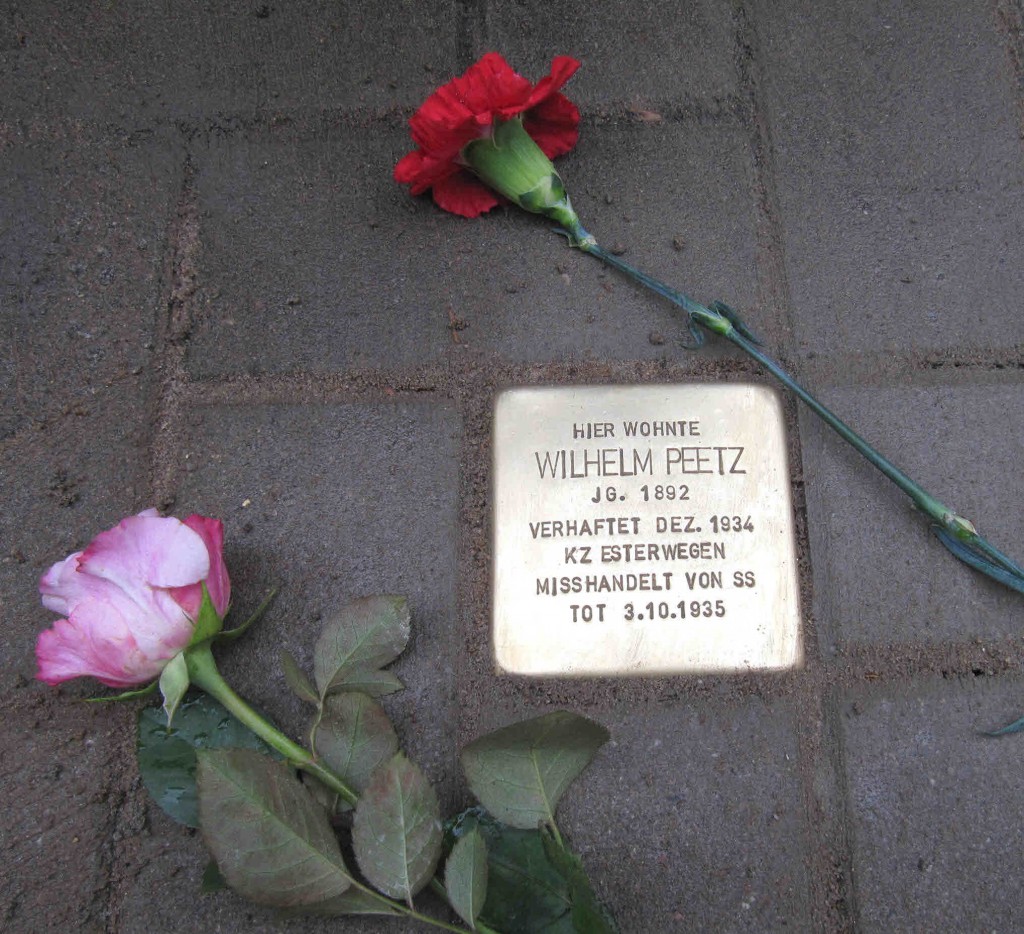 HIER WOHNTE
WILHELM PEETZ
JG. 1892
VERHAFTET DEZ. 1934
KZ ESTERWEGEN
MISSHANDELT VON SS
TOT 3.10.1935